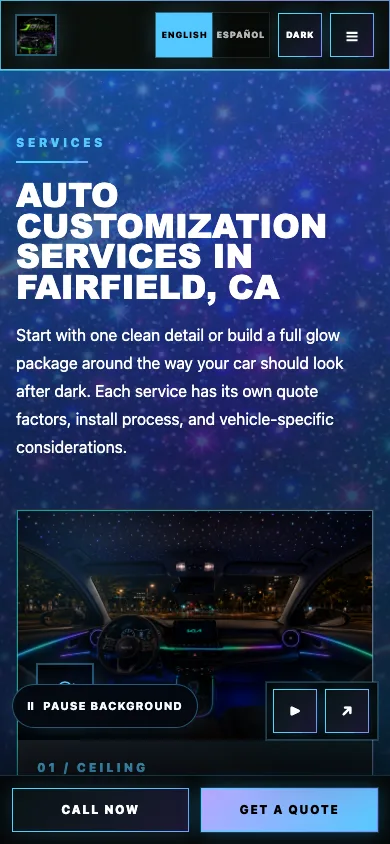 ENGLISH ESPAÑOL DARK
SERVICES
AUTO
CUSTOMIZATION
SERVICES IN
FAIRFIELD, CA
Start with one clean detail or build a full glow
package around the way your car should look
after dark. Each service has its own quote
factors, install process, and vehicle-specific
considerations.
PAUSE BACKGROUND
01 / CEILING
CALL NOW GET A QUOTE